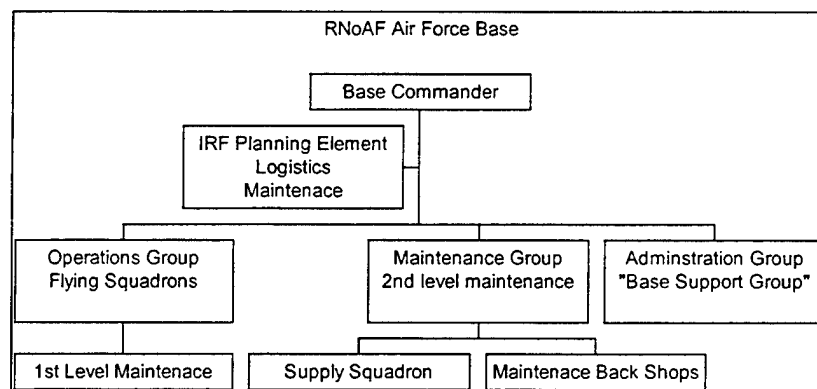 RNoAF Air Force Base
Base Commander
IRF Planning Element
Logistics
Maintenace
Operations Group
Flying Squadrons
Maintenance Group
2nd level maintenance
Adminstration Group
"Base Support Group"
1st Level Maintenace
Supply Squadron
Maintenace Back Shops